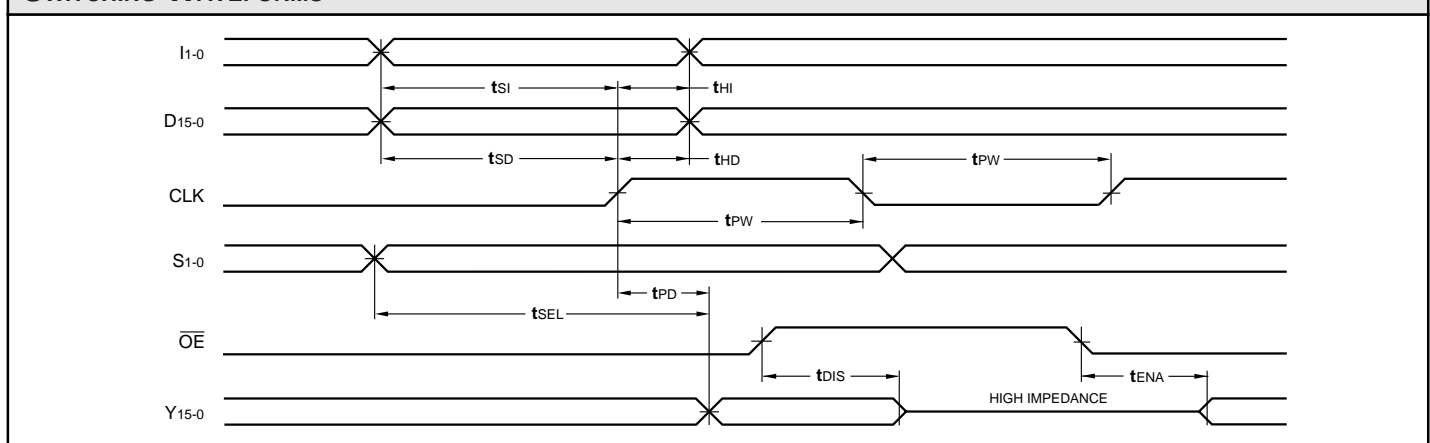 SWITCHING WAVEFORMS
I1-0
tSI
tHI
D15-0
tSD
tHD
tPW
CLK
tPW
S1-0
tPD
tSEL
OE
tDIS
tENA
HIGH IMPEDANCE
Y15-0